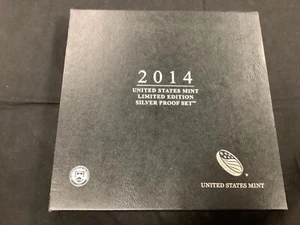 2014
UNITED STATES MINT
LIMITED EDITION
SILVER PROOF SET™
UNITED STATES MINT